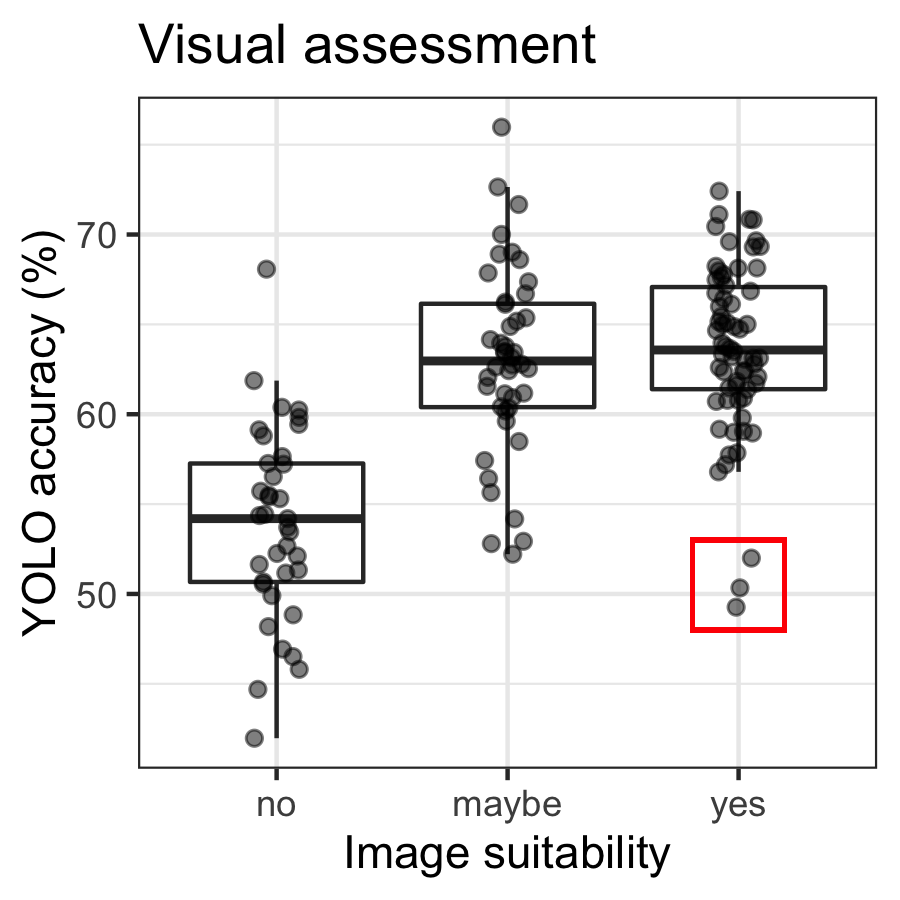 Visual assessment
YOLO accuracy (%)
70
60
50
no
maybe
yes
Image suitability